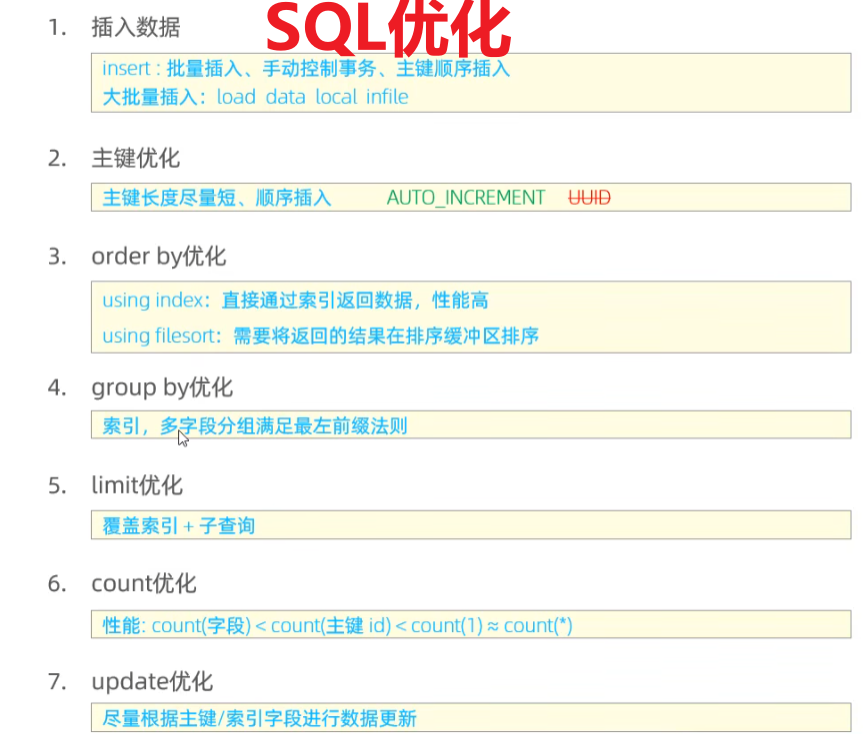 SQL优化
1. 插入数据
insert : 批量插入、手动控制事务、主键顺序插入
大批量插入：load data local infile
2. 主键优化
主键长度尽量短、顺序插入 AUTO_INCREMENT UUID
3. order by优化
using index：直接通过索引返回数据，性能高
using filesort：需要将返回的结果在排序缓冲区排序
4. group by优化
索引，多字段分组满足最左前缀法则
5. limit优化
覆盖索引 + 子查询
6. count优化
性能: count(字段) < count(主键 id) < count(1) ≈ count(*)
7. update优化
尽量根据主键/索引字段进行数据更新